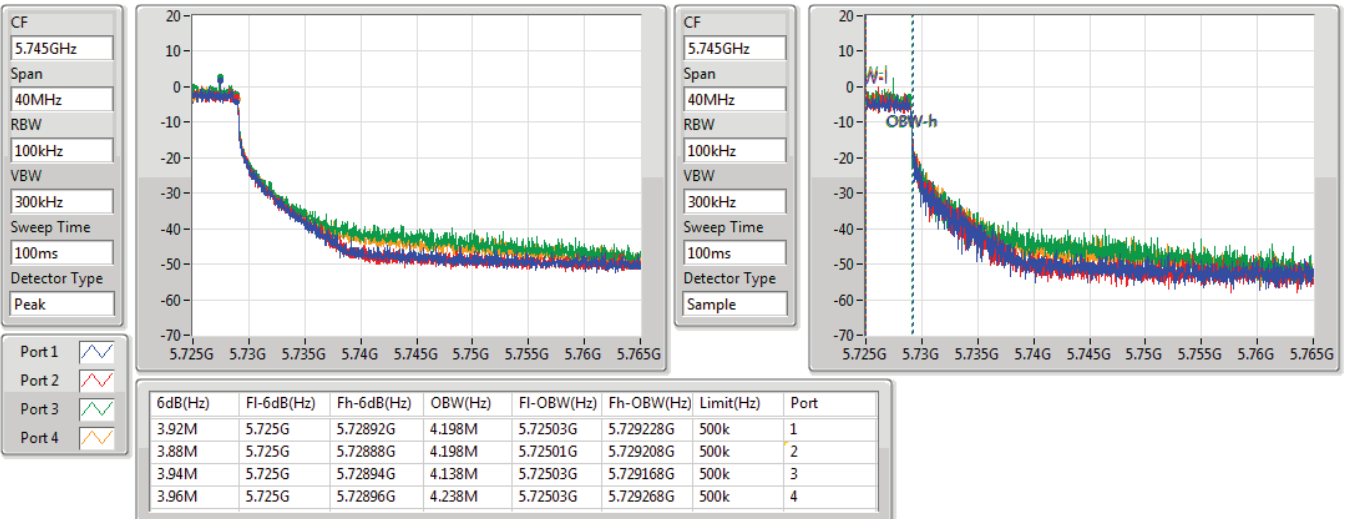 CF
5.745GHz
Span
40MHz
RBW
100kHz
VBW
300kHz
Sweep Time
100ms
Detector Type
Peak
20
10
0
-10
-20
-30
-40
-50
-60
-70
5.725G 5.73G 5.735G 5.74G 5.745G 5.75G 5.755G 5.76G 5.765G
CF
5.745GHz
Span
40MHz
RBW
100kHz
VBW
300kHz
Sweep Time
100ms
Detector Type
Sample
20
10
0
-10
-20
-30
-40
-50
-60
-70
OBW-h
5.725G 5.73G 5.735G 5.74G 5.745G 5.75G 5.755G 5.76G 5.765G
Port 1
Port 2
Port 3
Port 4
6dB(Hz) Fl-6dB(Hz) Fh-6dB(Hz) OBW(Hz) Fl-OBW(Hz) Fh-OBW(Hz) Limit(Hz) Port
3.92M 5.725G 5.72892G 4.198M 5.72503G 5.729228G 500k 1
3.88M 5.725G 5.72888G 4.198M 5.72501G 5.729208G 500k 2
3.94M 5.725G 5.72894G 4.138M 5.72503G 5.729168G 500k 3
3.96M 5.725G 5.72896G 4.238M 5.72503G 5.729268G 500k 4